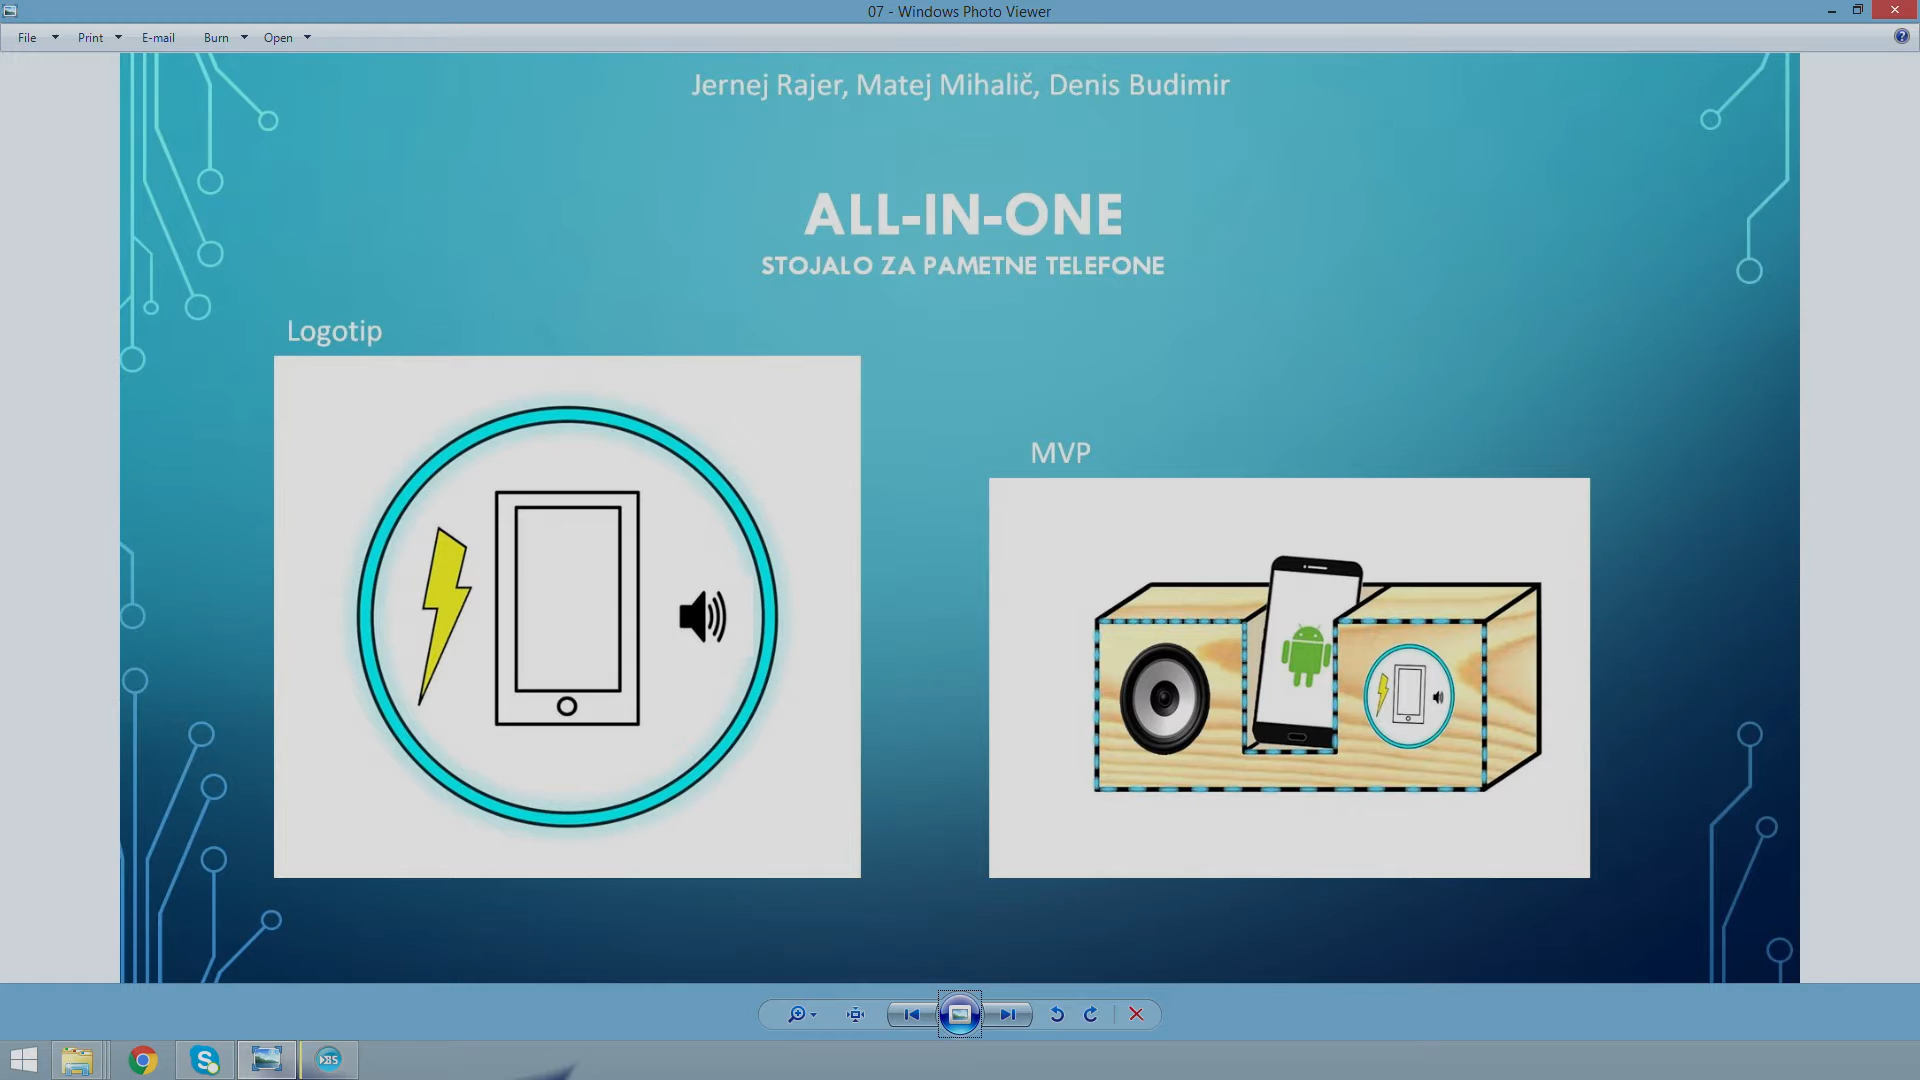 07 - Windows Photo Viewer
File Print E-mail Burn Open
Jernej Rajer, Matej Mihalič, Denis Budimir
ALL-IN-ONE
STOJALO ZA PAMETNE TELEFONE
Logotip
MVP